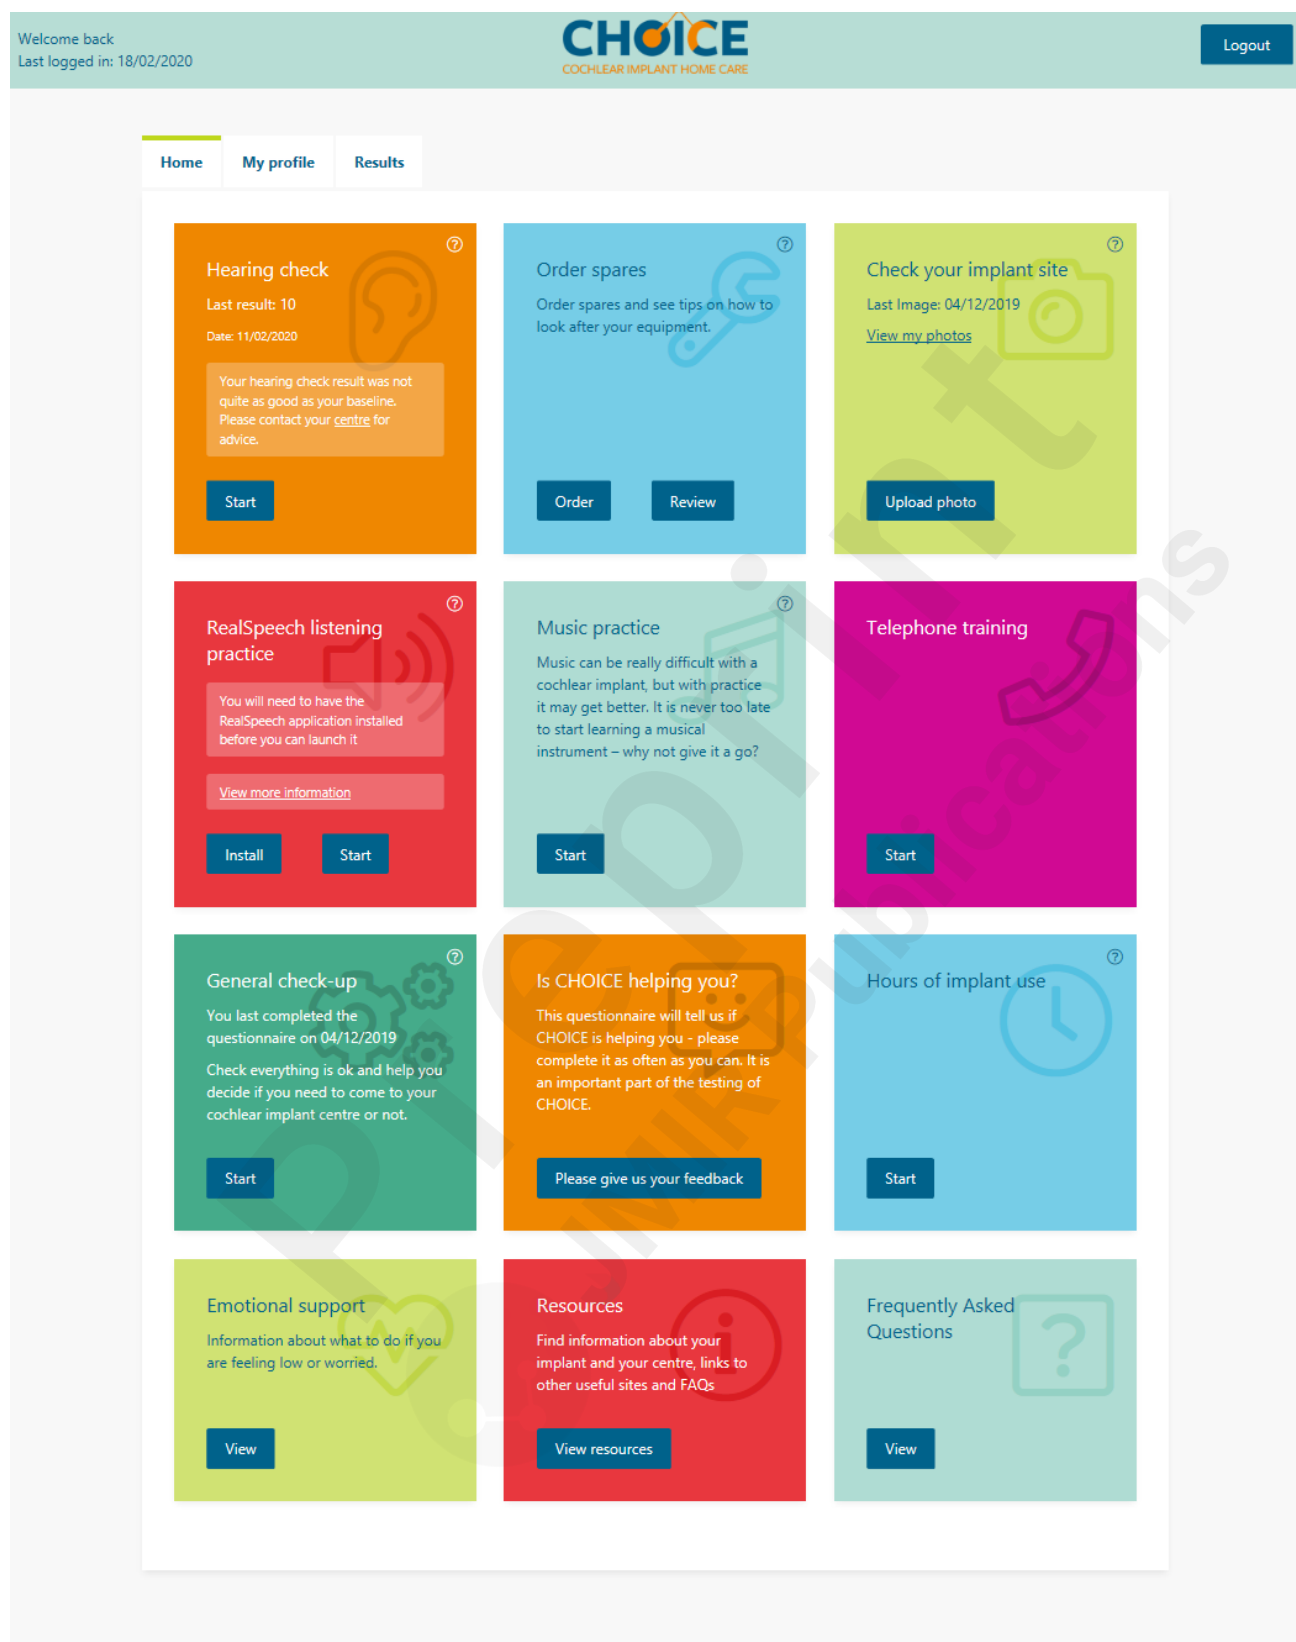 Welcome back
Last logged in: 18/02/2020
CHOICE
COCHLEAR IMPLANT HOME CARE
Logout
Home
My profile
Results
Hearing check
Last result: 10
Date: 11/02/2020
Your hearing check result was not
quite as good as your baseline.
Please contact your centre for
advice.
Start
Order spares
Order spares and see tips on how to
look after your equipment.
Order
Review
Check your implant site
Last Image: 04/12/2019
View my photos
Upload photo
RealSpeech listening
practice
You will need to have the
RealSpeech application installed
before you can launch it
View more information
Install
Start
Music practice
Music can be really difficult with a
cochlear implant, but with practice
it may get better. It is never too late
to start learning a musical
instrument – why not give it a go?
Start
Telephone training
Start
General check-up
You last completed the
questionnaire on 04/12/2019
Check everything is ok and help you
decide if you need to come to your
cochlear implant centre or not.
Start
Is CHOICE helping you?
This questionnaire will tell us if
CHOICE is helping you - please
complete it as often as you can. It is
an important part of the testing of
CHOICE.
Please give us your feedback
Hours of implant use
Start
Emotional support
Information about what to do if you
are feeling low or worried.
View
Resources
Find information about your
implant and your centre, links to
other useful sites and FAQs
View resources
Frequently Asked
Questions
View
Preprint
JMIR Publications